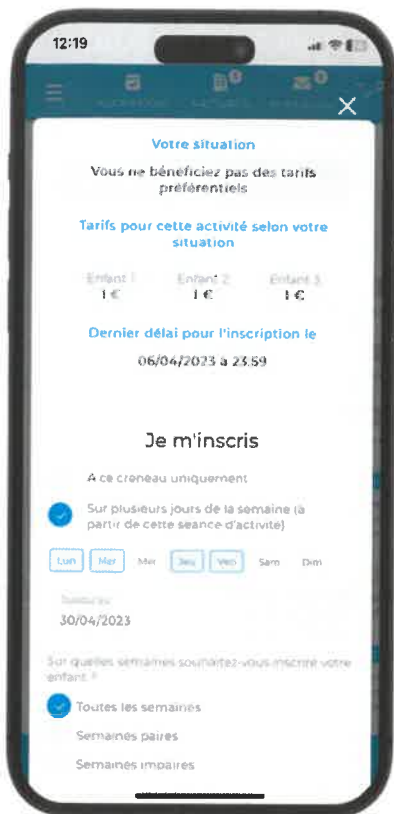 12:19
Votre situation
Vous ne bénéficiez pas des tarifs
préférentiels
Tarifs pour cette activité selon votre
situation
Enfant 1 Enfant 2 Enfant 3
1 € 1 € 1 €
Dernier délai pour l'inscription le
06/04/2023 à 23:59
Je m'inscris
A ce créneau uniquement
Sur plusieurs jours de la semaine (à
partir de cette séance d'activité)
Lun Mar Mer Jeu Ven Sam Dim
30/04/2023
Sur quelles semaines souhaitez-vous inscrire votre
enfant ?
Toutes les semaines
Semaines paires
Semaines impaires